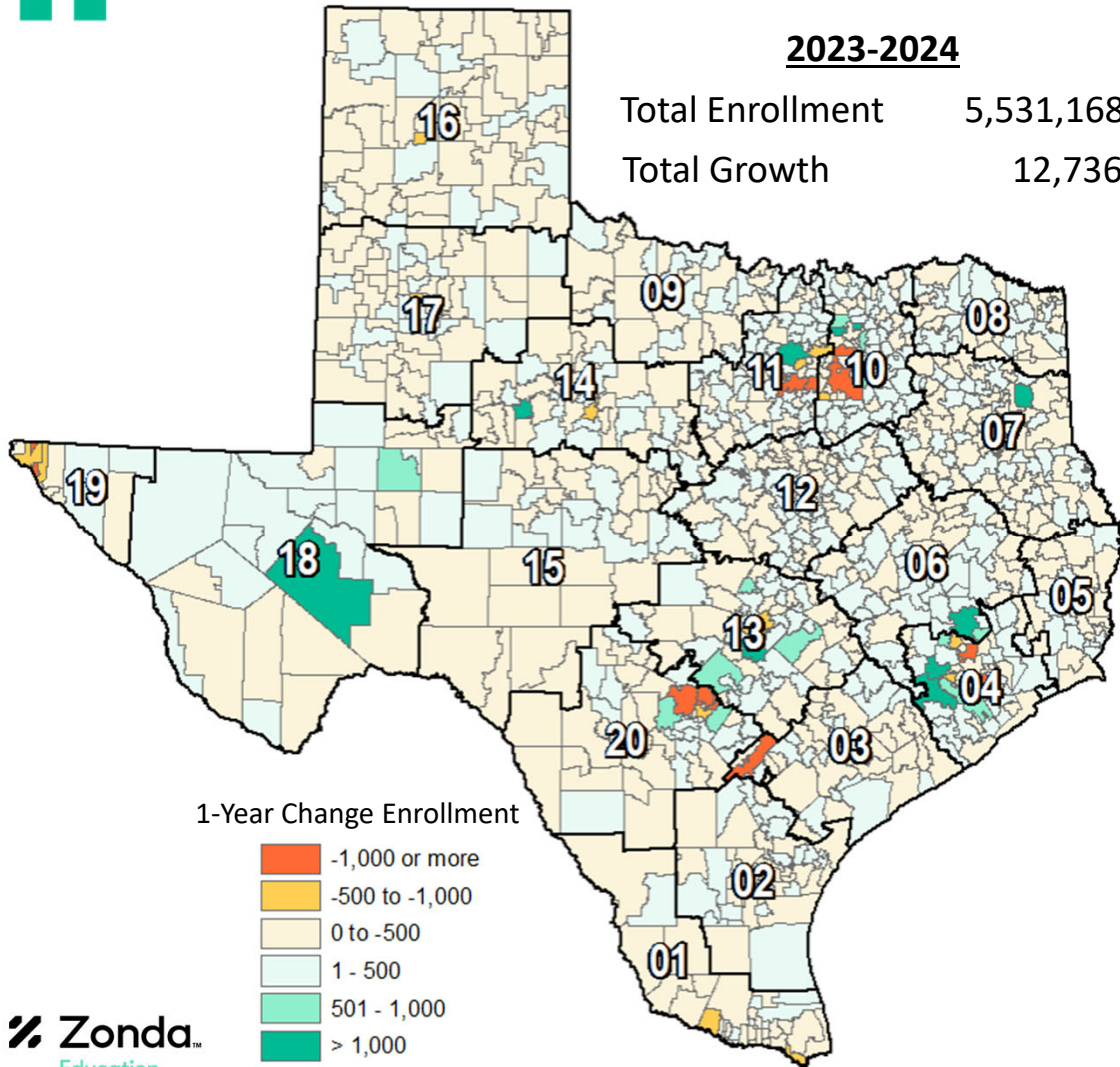 2023-2024
Total Enrollment 5,531,168
Total Growth 12,736
16
09
08
17
14
11
10
07
19
12
18
15
06
05
13
04
20
03
1-Year Change Enrollment
-1,000 or more
-500 to -1,000
0 to -500
1 - 500
501 - 1,000
> 1,000
02
01
Zonda™
Education